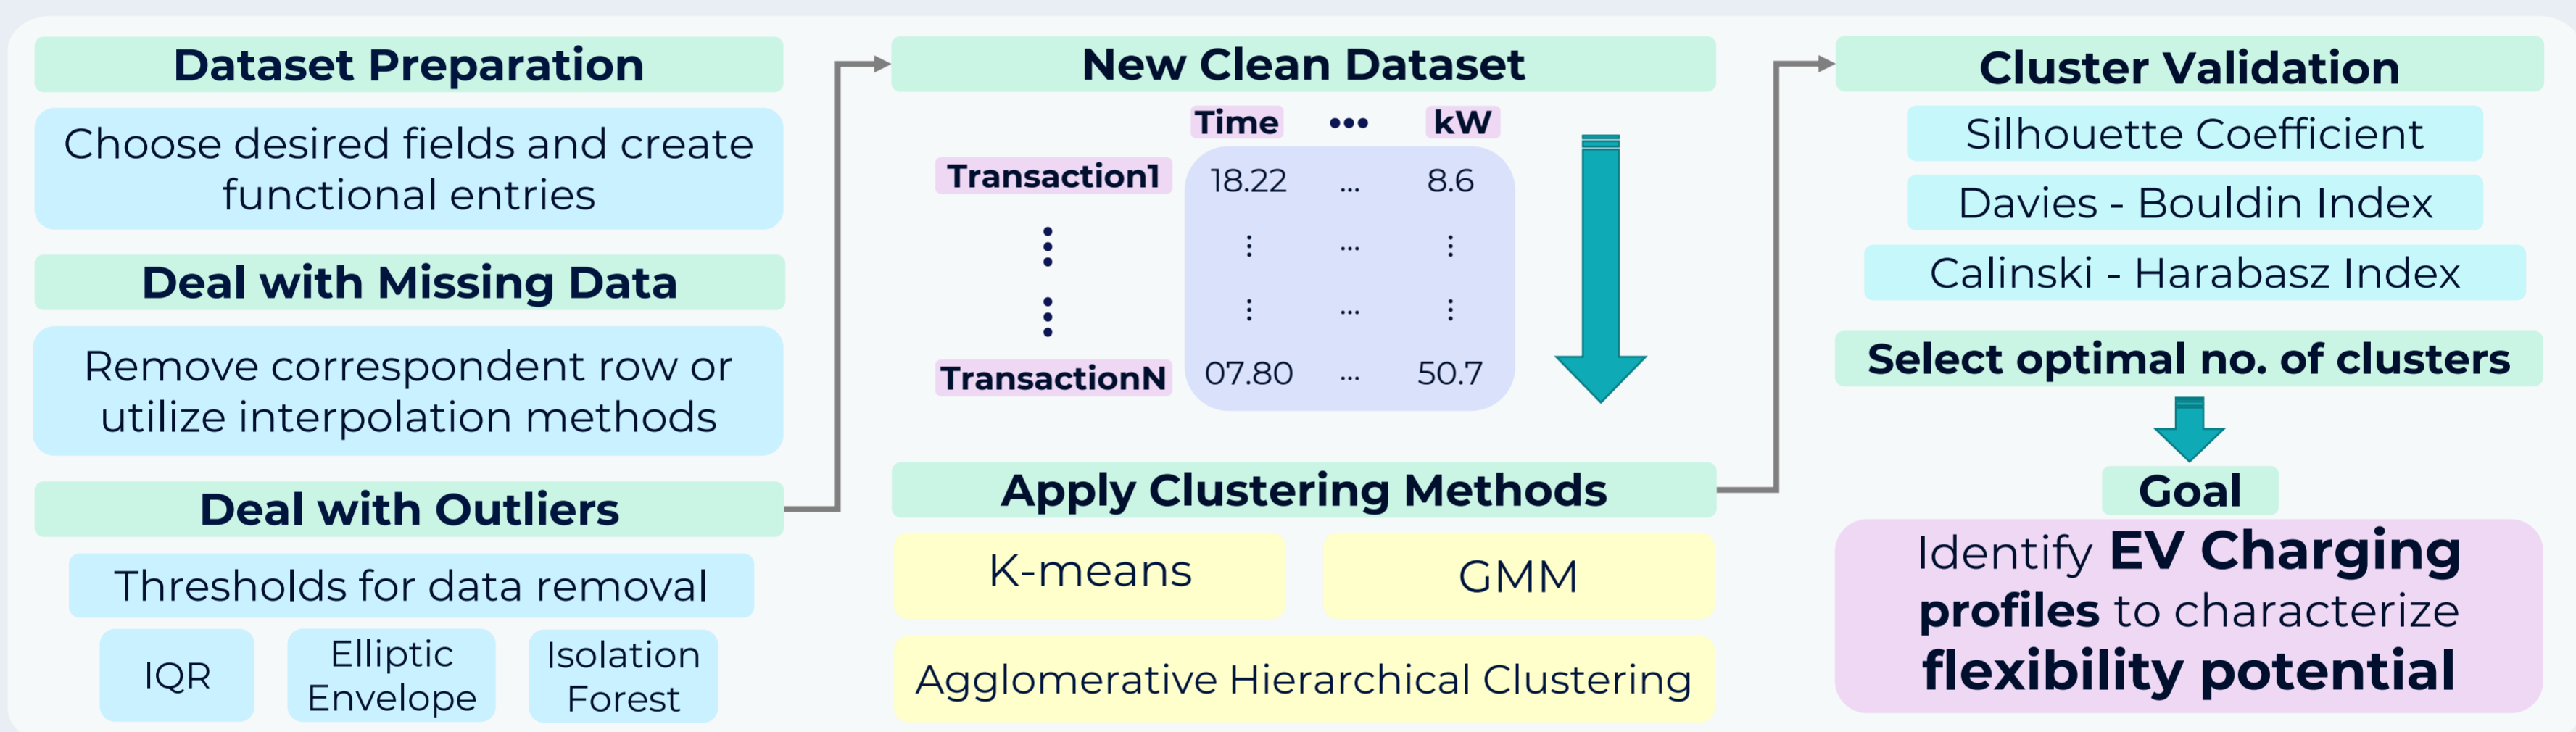 Dataset Preparation
Choose desired fields and create
functional entries
Deal with Missing Data
Remove correspondent row or
utilize interpolation methods
Deal with Outliers
Thresholds for data removal
IQR
Elliptic
Envelope
Isolation
Forest
New Clean Dataset
Time ... kW
Transaction1 18.22 ... 8.6
⋮ ⋮ ... ⋮
⋮ ⋮ ... ⋮
TransactionN 07.80 ... 50.7
Apply Clustering Methods
K-means
GMM
Agglomerative Hierarchical Clustering
Cluster Validation
Silhouette Coefficient
Davies - Bouldin Index
Calinski - Harabasz Index
Select optimal no. of clusters
Goal
Identify EV Charging
profiles to characterize
flexibility potential